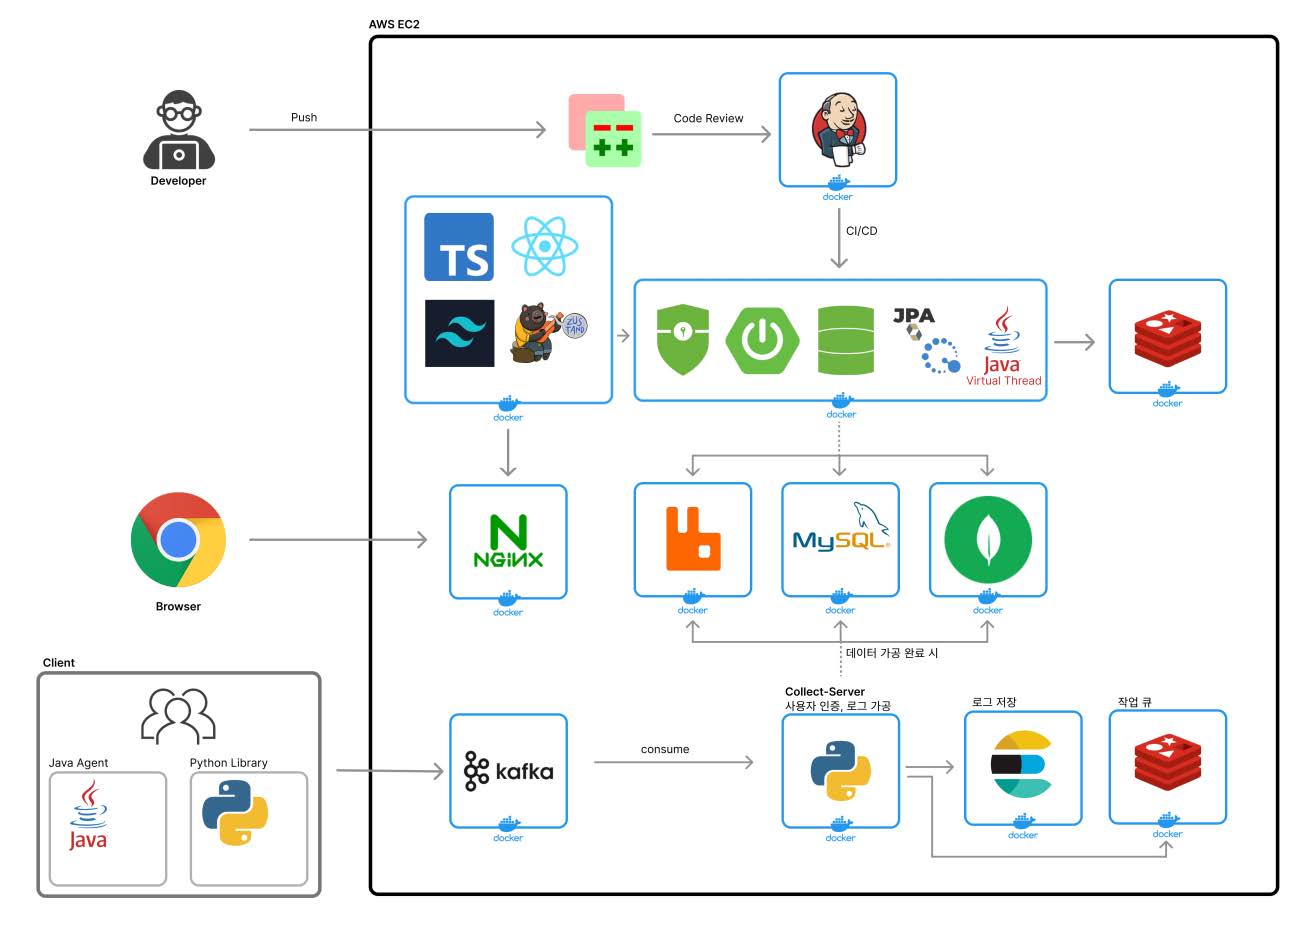 AWS EC2
Push
Code Review
Developer
docker
CI/CD
TS
ZUS
TAND
JPA
Java
Virtual Thread
docker
docker
docker
NGINX
MySQL®
Browser
docker
docker
docker
docker
데이터 가공 완료 시
Client
Collect-Server
사용자 인증, 로그 가공
로그 저장
작업 큐
Java Agent
Python Library
consume
kafka
Java
docker
docker
docker
docker